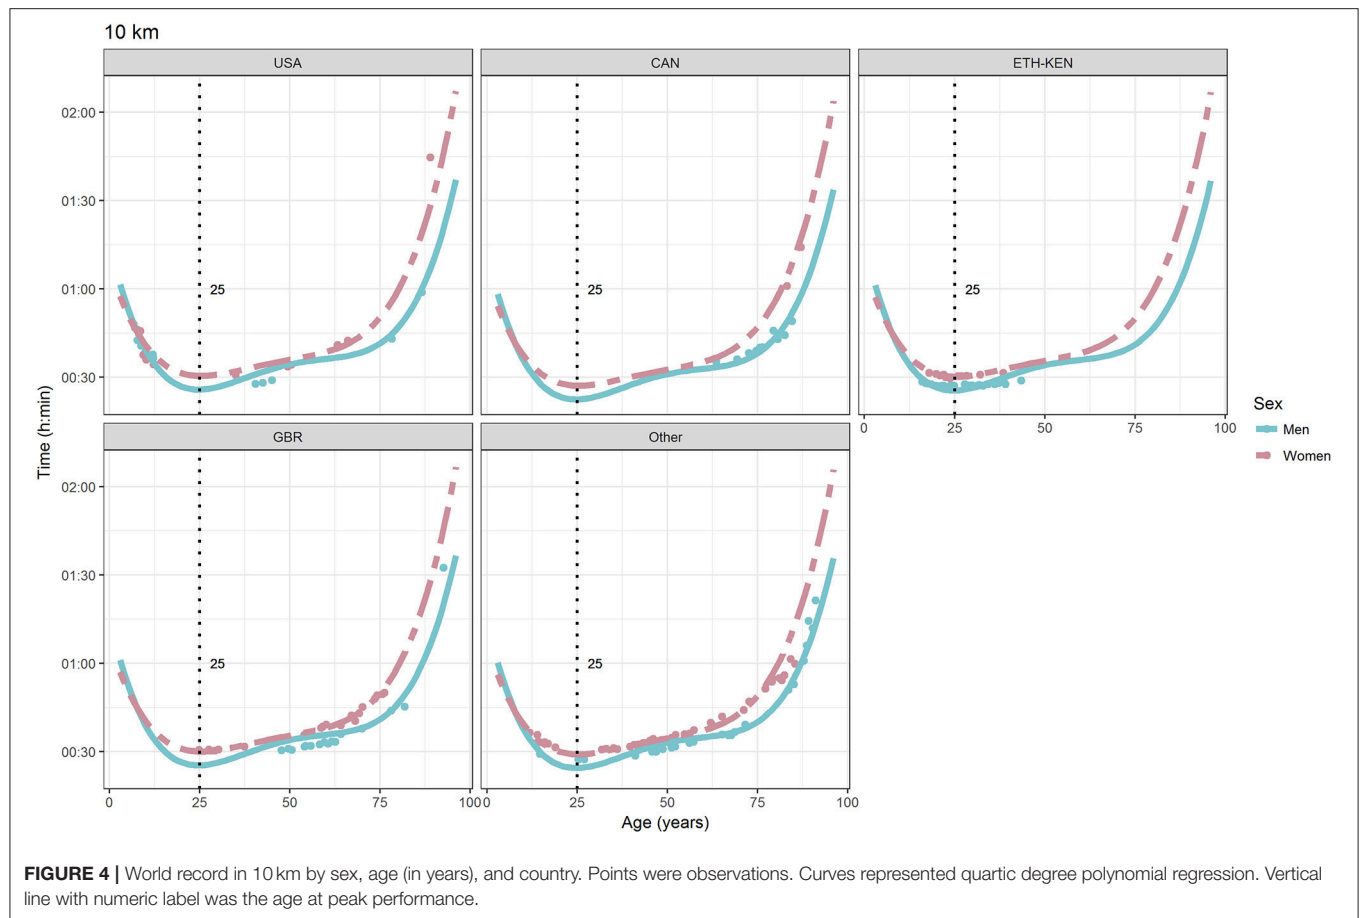 10 km
USA
CAN
ETH-KEN
02:00
01:30
01:00
00:30
25
25
25
0
25
50
75
100
Time (h:min)
Sex
Men
Women
GBR
Other
02:00
01:30
01:00
00:30
25
25
0
25
50
75
100
0
25
50
75
100
Age (years)
FIGURE 4 | World record in 10 km by sex, age (in years), and country. Points were observations. Curves represented quartic degree polynomial regression. Vertical
line with numeric label was the age at peak performance.